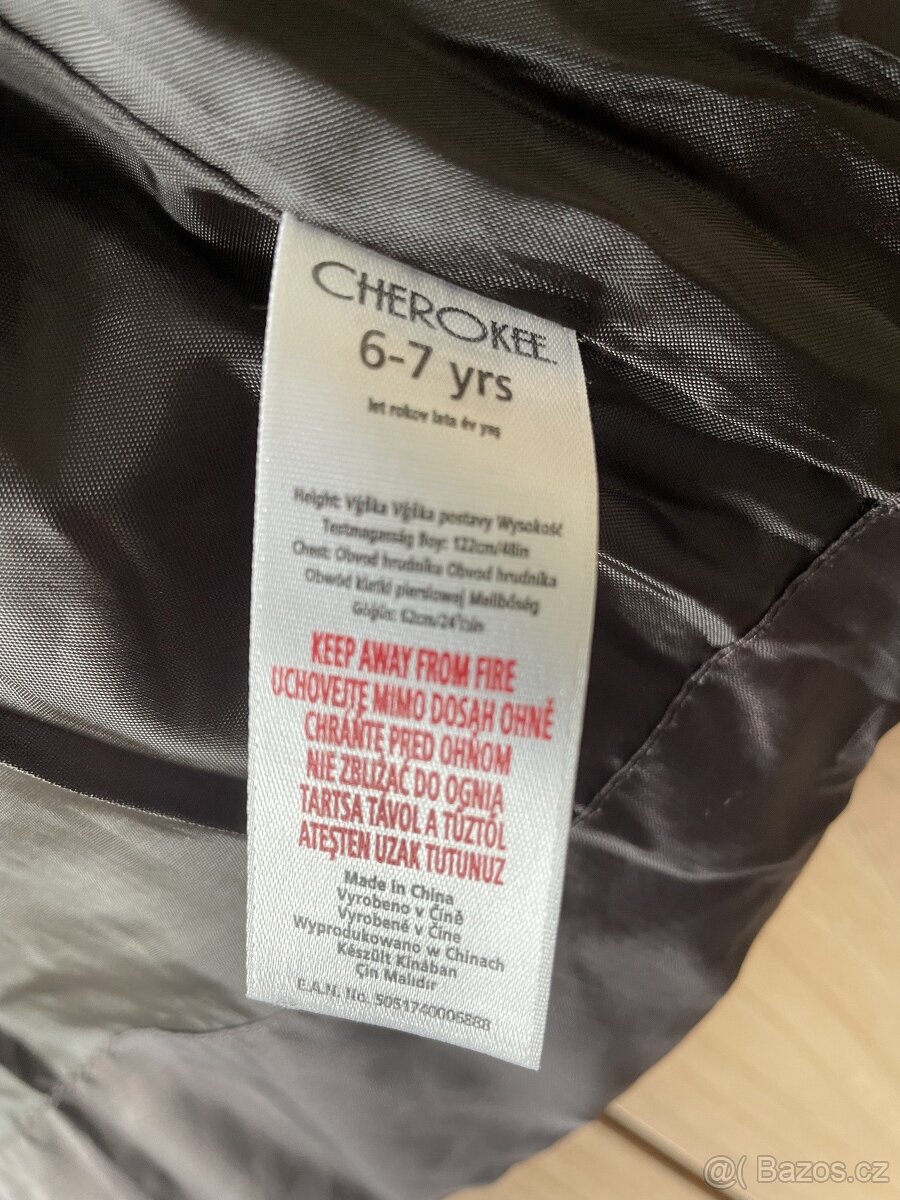 CHEROKEE
6-7 yrs
let rokov lata év yaş
Height: Výška Výška postavy Wysokość
Testmagasság Boy: 122cm/48in
Chest: Obvod hrudníku Obvod hrudníka
Obwód klatki piersiowej Mellbőség
Göğüs: 62cm/24½in
KEEP AWAY FROM FIRE
UCHOVEJTE MIMO DOSAH OHNĚ
CHRÁŇTE PRED OHŇOM
NIE ZBLIŻAĆ DO OGNIA
TARTSA TÁVOL A TŰZTŐL
ATEŞTEN UZAK TUTUNUZ
Made in China
Vyrobeno v Číně
Vyrobené v Číne
Wyprodukowano w Chinach
Készült Kínában
Çin Malıdır
E.A.N. No. 5051740006888
@( Bazos.cz